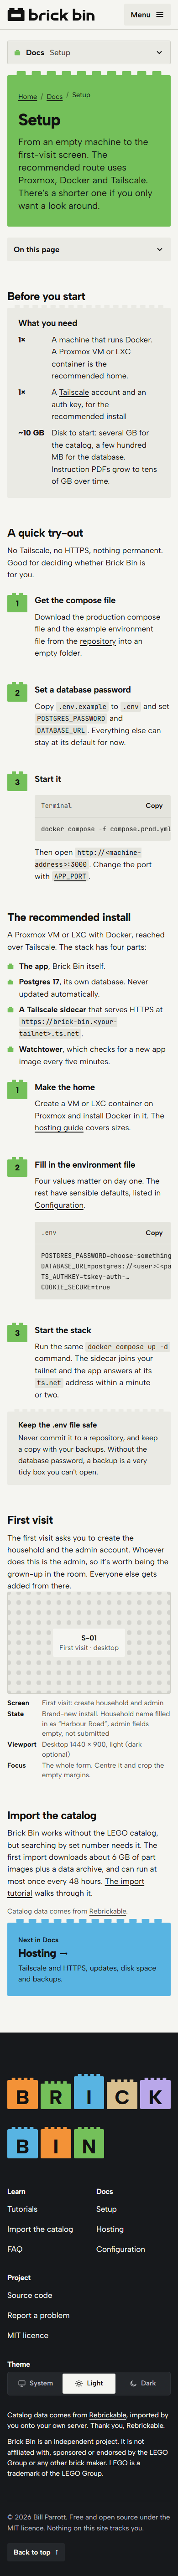 brick bin
Menu
Docs Setup
Home / Docs / Setup
Setup
From an empty machine to the
first-visit screen. The
recommended route uses
Proxmox, Docker and Tailscale.
There's a shorter one if you only
want a look around.
On this page
Before you start
What you need
1× A machine that runs Docker.
A Proxmox VM or LXC
container is the
recommended home.
1× A Tailscale account and an
auth key, for the
recommended install
~10 GB Disk to start: several GB for
the catalog, a few hundred
MB for the database.
Instruction PDFs grow to tens
of GB over time.
A quick try-out
No Tailscale, no HTTPS, nothing permanent.
Good for deciding whether Brick Bin is
for you.
1 Get the compose file
Download the production compose
file and the example environment
file from the repository into an
empty folder.
2 Set a database password
Copy .env.example to .env and set
POSTGRES_PASSWORD and
DATABASE_URL. Everything else can
stay at its default for now.
3 Start it
Terminal Copy
docker compose -f compose.prod.yml
Then open http://<machine-
address>:3000. Change the port
with APP_PORT.
The recommended install
A Proxmox VM or LXC with Docker, reached
over Tailscale. The stack has four parts:
The app, Brick Bin itself.
Postgres 17, its own database. Never
updated automatically.
A Tailscale sidecar that serves HTTPS at
https://brick-bin.<your-
tailnet>.ts.net.
Watchtower, which checks for a new app
image every five minutes.
1 Make the home
Create a VM or LXC container on
Proxmox and install Docker in it. The
hosting guide covers sizes.
2 Fill in the environment file
Four values matter on day one. The
rest have sensible defaults, listed in
Configuration.
.env Copy
POSTGRES_PASSWORD=choose-something
DATABASE_URL=postgres://<user>:<pa
TS_AUTHKEY=tskey-auth-…
COOKIE_SECURE=true
3 Start the stack
Run the same docker compose up -d
command. The sidecar joins your
tailnet and the app answers at its
ts.net address within a minute
or two.
Keep the .env file safe
Never commit it to a repository, and keep
a copy with your backups. Without the
database password, a backup is a very
tidy box you can't open.
First visit
The first visit asks you to create the
household and the admin account. Whoever
does this is the admin, so it's worth being the
grown-up in the room. Everyone else gets
added from there.
S-01
First visit · desktop
Screen First visit: create household and admin
State Brand-new install. Household name filled
in as “Harbour Road”, admin fields
empty, not submitted
Viewport Desktop 1440 × 900, light (dark
optional)
Focus The whole form. Centre it and crop the
empty margins.
Import the catalog
Brick Bin works without the LEGO catalog,
but searching by set number needs it. The
first import downloads about 6 GB of part
images plus a data archive, and can run at
most once every 48 hours. The import
tutorial walks through it.
Catalog data comes from Rebrickable.
Next in Docs
Hosting →
Tailscale and HTTPS, updates, disk space
and backups.
BRICK
BIN
Learn Docs
Tutorials Setup
Import the catalog Hosting
FAQ Configuration
Project
Source code
Report a problem
MIT licence
Theme
System Light Dark
Catalog data comes from Rebrickable, imported by
you onto your own server. Thank you, Rebrickable.
Brick Bin is an independent project. It is not
affiliated with, sponsored or endorsed by the LEGO
Group or any other brick maker. LEGO is a
trademark of the LEGO Group.
© 2026 Bill Parrott. Free and open source under the
MIT licence. Nothing on this site tracks you.
Back to top ↑